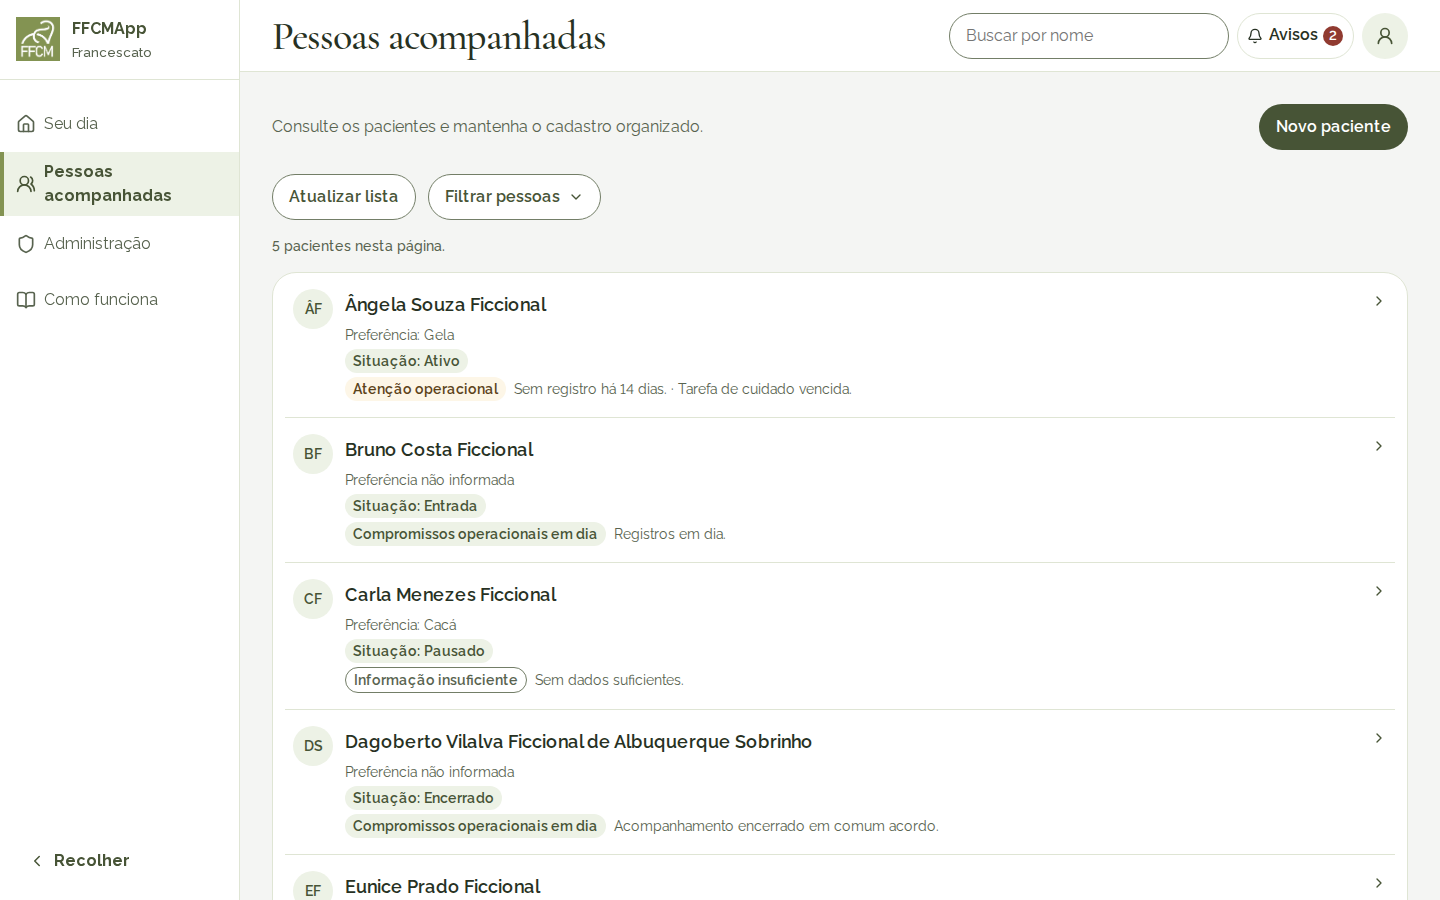 FFCM
FFCMApp
Francescato
Seu dia
Pessoas
acompanhadas
Administração
Como funciona
Recolher
Pessoas acompanhadas
Buscar por nome
Avisos 2
Consulte os pacientes e mantenha o cadastro organizado.
Novo paciente
Atualizar lista
Filtrar pessoas
5 pacientes nesta página.
ÂF
Ângela Souza Ficcional
Preferência: Gela
Situação: Ativo
Atenção operacional Sem registro há 14 dias. · Tarefa de cuidado vencida.
BF
Bruno Costa Ficcional
Preferência não informada
Situação: Entrada
Compromissos operacionais em dia Registros em dia.
CF
Carla Menezes Ficcional
Preferência: Cacá
Situação: Pausado
Informação insuficiente Sem dados suficientes.
DS
Dagoberto Vilalva Ficcional de Albuquerque Sobrinho
Preferência não informada
Situação: Encerrado
Compromissos operacionais em dia Acompanhamento encerrado em comum acordo.
EF
Eunice Prado Ficcional